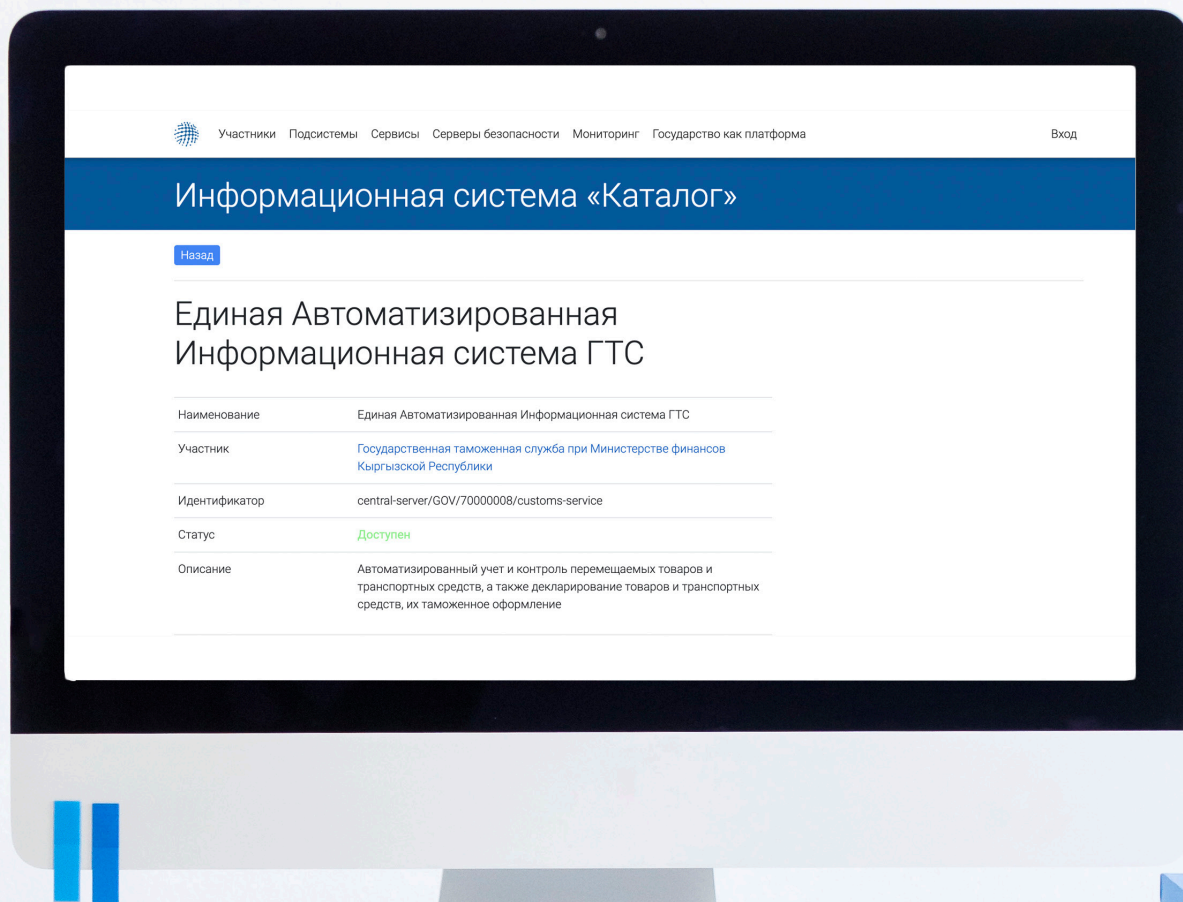 Участники Подсистемы Сервисы Серверы безопасности Мониторинг Государство как платформа Вход
Информационная система «Каталог»
Назад
Единая Автоматизированная
Информационная система ГТС
Наименование Единая Автоматизированная Информационная система ГТС
Участник Государственная таможенная служба при Министерстве финансов
Кыргызской Республики
Идентификатор central-server/GOV/70000008/customs-service
Статус Доступен
Описание Автоматизированный учет и контроль перемещаемых товаров и
транспортных средств, а также декларирование товаров и транспортных
средств, их таможенное оформление